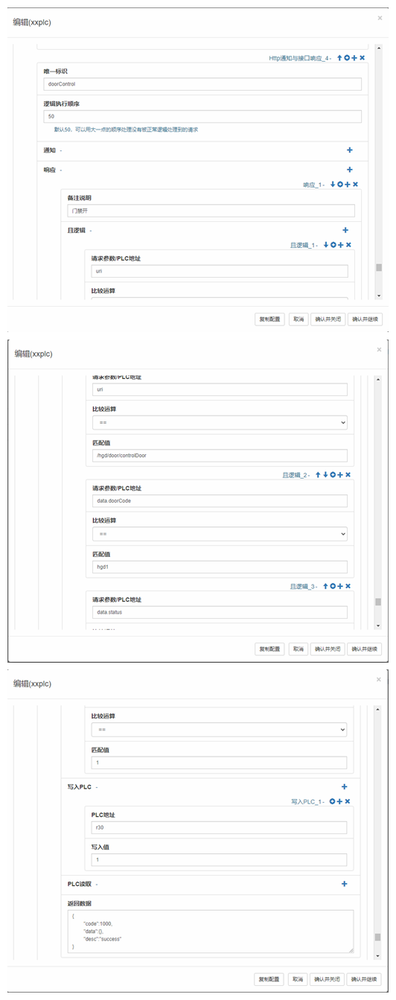 编辑(xxplc)
×
Http通知与接口响应_4 -
唯一标识
doorControl
逻辑执行顺序
50
默认50，可以用大一点的顺序处理没有被正常逻辑处理到的请求
通知 -
响应 -
响应_1 -
备注说明
门禁开
且逻辑 -
且逻辑_1 -
请求参数/PLC地址
uri
比较运算
复制配置 取消 确认并关闭 确认并继续
编辑(xxplc)
×
请求参数/PLC地址
uri
比较运算
==
匹配值
/hgd/door/controlDoor
且逻辑_2 -
请求参数/PLC地址
data.doorCode
比较运算
==
匹配值
hgd1
且逻辑_3 -
请求参数/PLC地址
data.status
复制配置 取消 确认并关闭 确认并继续
编辑(xxplc)
×
比较运算
==
匹配值
1
写入PLC -
写入PLC_1 -
PLC地址
r30
写入值
1
PLC读取 -
返回数据
{
"code":1000,
"data":{},
"desc":"success"
}
复制配置 取消 确认并关闭 确认并继续